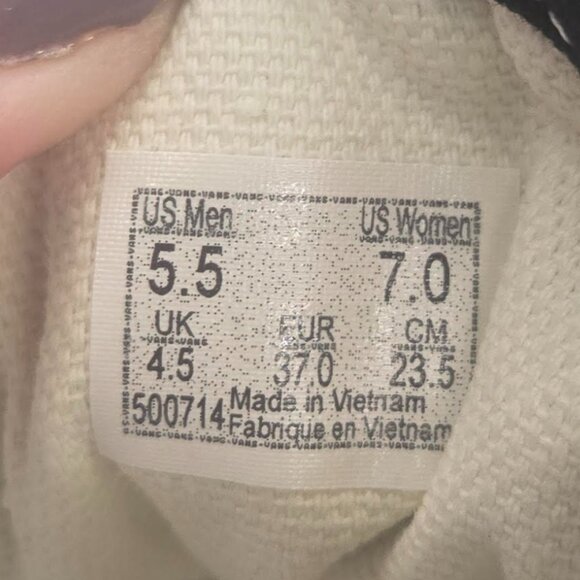 US Men US Women
5.5 7.0
UK EUR CM
4.5 37.0 23.5
500714 Made in Vietnam
Fabrique en Vietnam